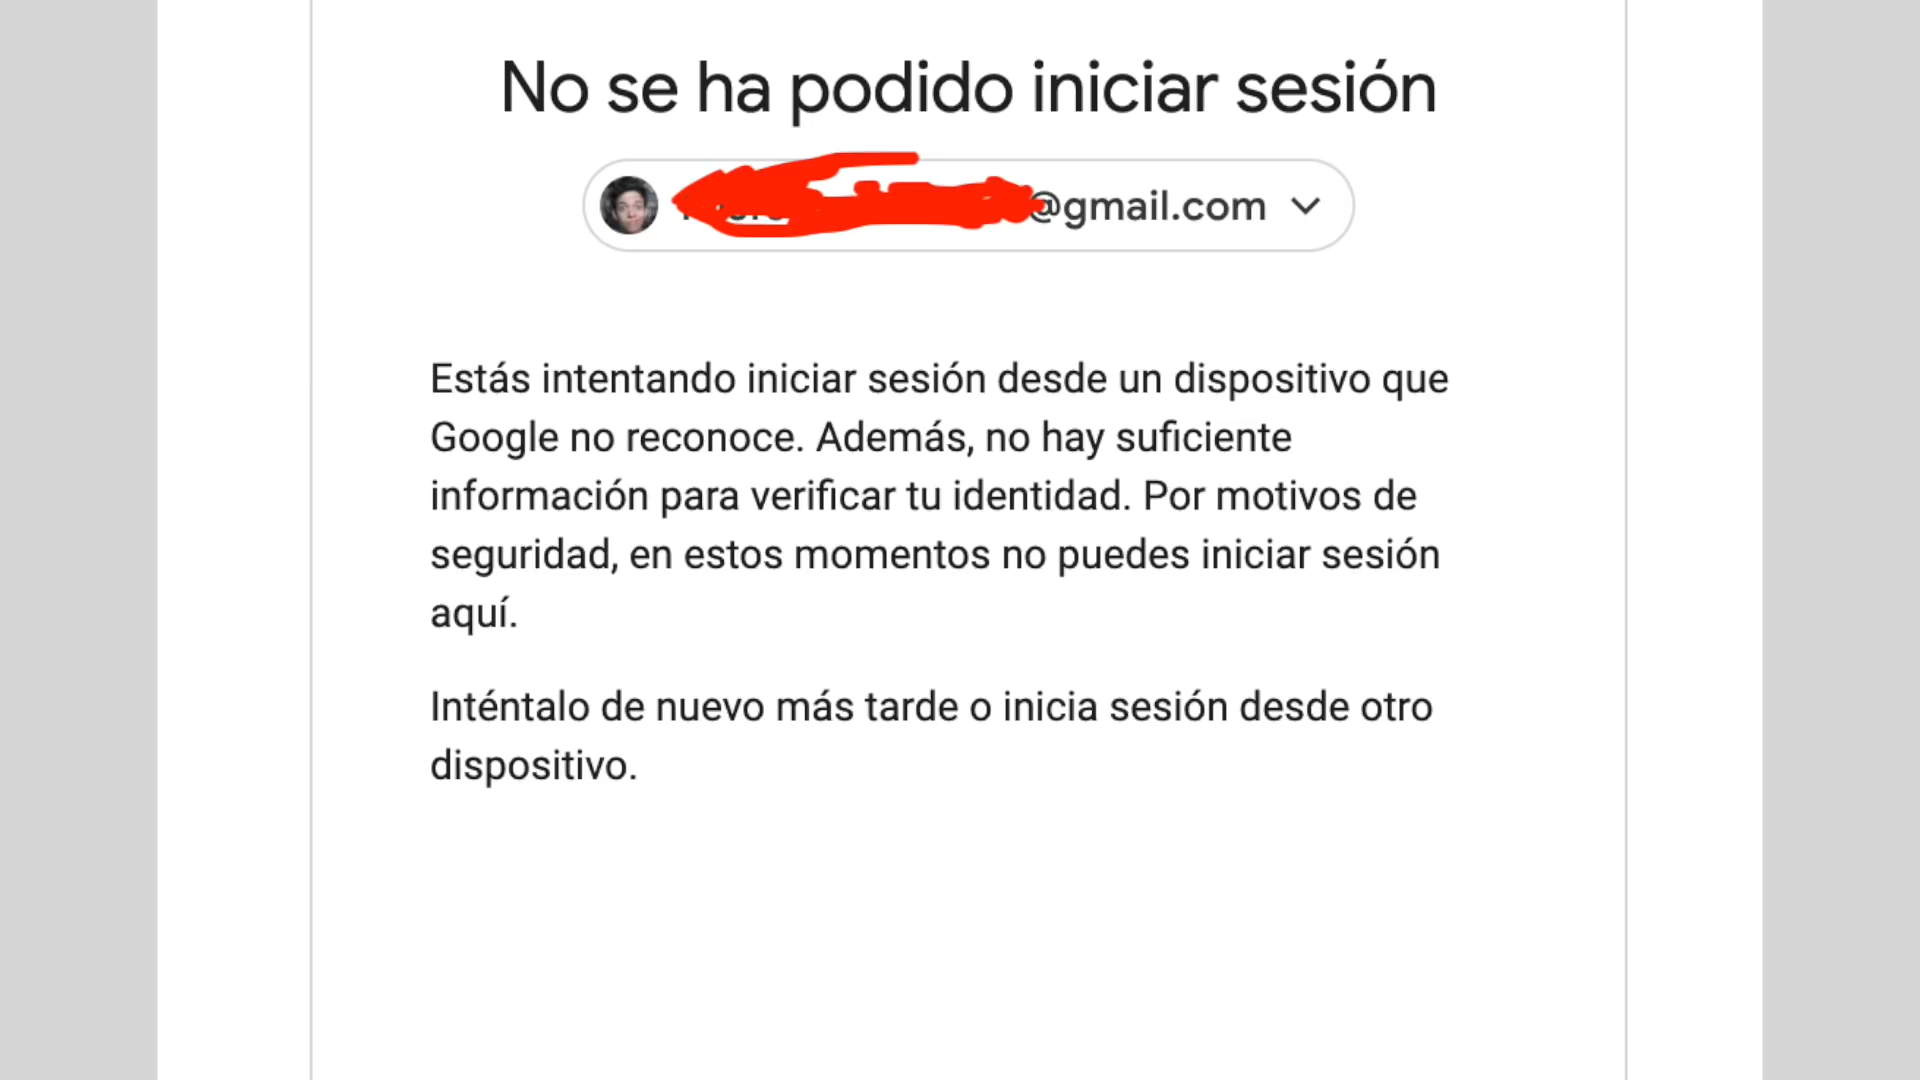 No se ha podido iniciar sesión
@gmail.com
Estás intentando iniciar sesión desde un dispositivo que
Google no reconoce. Además, no hay suficiente
información para verificar tu identidad. Por motivos de
seguridad, en estos momentos no puedes iniciar sesión
aquí.
Inténtalo de nuevo más tarde o inicia sesión desde otro
dispositivo.